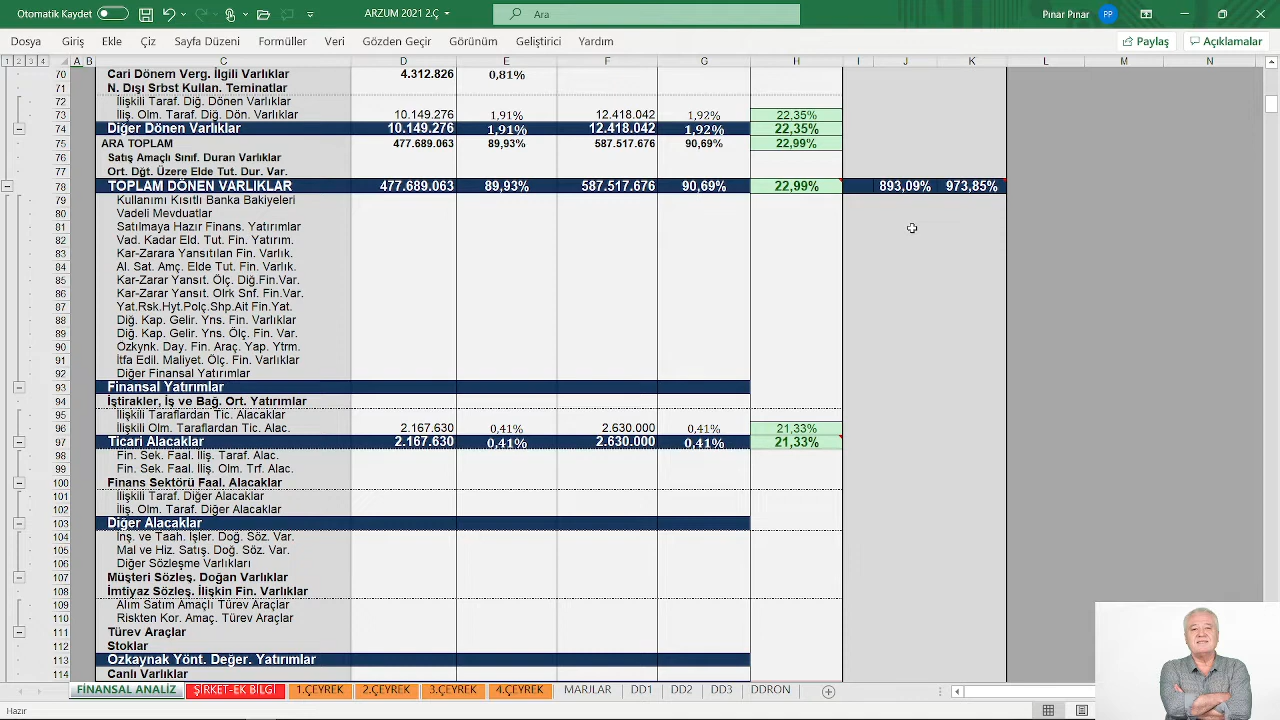 Otomatik Kaydet ARZUM 2021 2.Ç Ara Pınar Pınar PP
Dosya Giriş Ekle Çiz Sayfa Düzeni Formüller Veri Gözden Geçir Görünüm Geliştirici Yardım Paylaş Açıklamalar
1 2 3 4 A B C D E F G H I J K L M N
70 Cari Dönem Verg. İlgili Varlıklar 4.312.826 0,81%
71 N. Dışı Srbst Kullan. Teminatlar
72 İlişkili Taraf. Diğ. Dönen Varlıklar
73 İliş. Olm. Taraf. Diğ. Dön. Varlıklar 10.149.276 1,91% 12.418.042 1,92% 22,35%
74 Diğer Dönen Varlıklar 10.149.276 1,91% 12.418.042 1,92% 22,35%
75 ARA TOPLAM 477.689.063 89,93% 587.517.676 90,69% 22,99%
76 Satış Amaçlı Sınıf. Duran Varlıklar
77 Ort. Dğt. Üzere Elde Tut. Dur. Var.
78 TOPLAM DÖNEN VARLIKLAR 477.689.063 89,93% 587.517.676 90,69% 22,99% 893,09% 973,85%
79 Kullanımı Kısıtlı Banka Bakiyeleri
80 Vadeli Mevduatlar
81 Satılmaya Hazır Finans. Yatırımlar
82 Vad. Kadar Eld. Tut. Fin. Yatırım.
83 Kar-Zarara Yansıtılan Fin. Varlık.
84 Al. Sat. Amç. Elde Tut. Fin. Varlık.
85 Kar-Zarar Yansıt. Ölç. Diğ.Fin.Var.
86 Kar-Zarar Yansıt. Olrk Snf. Fin.Var.
87 Yat.Rsk.Hyt.Polç.Shp.Ait Fin.Yat.
88 Diğ. Kap. Gelir. Yns. Fin. Varlıklar
89 Diğ. Kap. Gelir. Yns. Ölç. Fin. Var.
90 Özkynk. Day. Fin. Araç. Yap. Ytrm.
91 İtfa Edil. Maliyet. Ölç. Fin. Varlıklar
92 Diğer Finansal Yatırımlar
93 Finansal Yatırımlar
94 İştirakler, İş ve Bağ. Ort. Yatırımlar
95 İlişkili Taraflardan Tic. Alacaklar
96 İlişkili Olm. Taraflardan Tic. Alac. 2.167.630 0,41% 2.630.000 0,41% 21,33%
97 Ticari Alacaklar 2.167.630 0,41% 2.630.000 0,41% 21,33%
98 Fin. Sek. Faal. İliş. Taraf. Alac.
99 Fin. Sek. Faal. İliş. Olm. Trf. Alac.
100 Finans Sektörü Faal. Alacaklar
101 İlişkili Taraf. Diğer Alacaklar
102 İliş. Olm. Taraf. Diğer Alacaklar
103 Diğer Alacaklar
104 İnş. ve Taah. İşler. Doğ. Söz. Var.
105 Mal ve Hiz. Satış. Doğ. Söz. Var.
106 Diğer Sözleşme Varlıkları
107 Müşteri Sözleş. Doğan Varlıklar
108 İmtiyaz Sözleş. İlişkin Fin. Varlıklar
109 Alım Satım Amaçlı Türev Araçlar
110 Riskten Kor. Amaç. Türev Araçlar
111 Türev Araçlar
112 Stoklar
113 Özkaynak Yönt. Değer. Yatırımlar
114 Canlı Varlıklar
FİNANSAL ANALİZ ŞİRKET-EK BİLGİ 1.ÇEYREK 2.ÇEYREK 3.ÇEYREK 4.ÇEYREK MARJLAR DD1 DD2 DD3 DDRON
Hazır